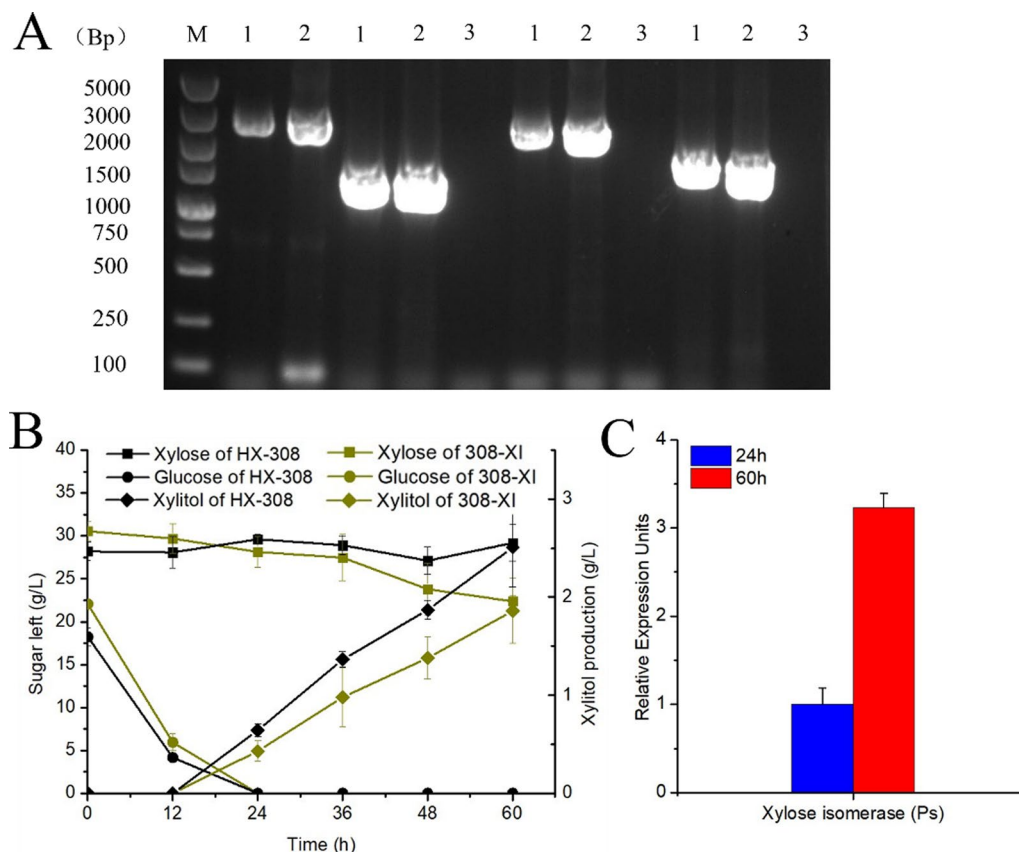 A (Bp) M 1 2 1 2 3 1 2 3 1 2 3
5000
3000
2000
1500
1000
750
500
250
100
B
Xylose of HX-308 Xylose of 308-XI
Glucose of HX-308 Glucose of 308-XI
Xylitol of HX-308 Xylitol of 308-XI
40
35
30
25
20
15
10
5
0
Sugar left (g/L)
0 12 24 36 48 60
Time (h)
3
2
1
0
Xylitol production (g/L)
C
24h
60h
4
3
2
1
0
Relative Expression Units
Xylose isomerase (Ps)